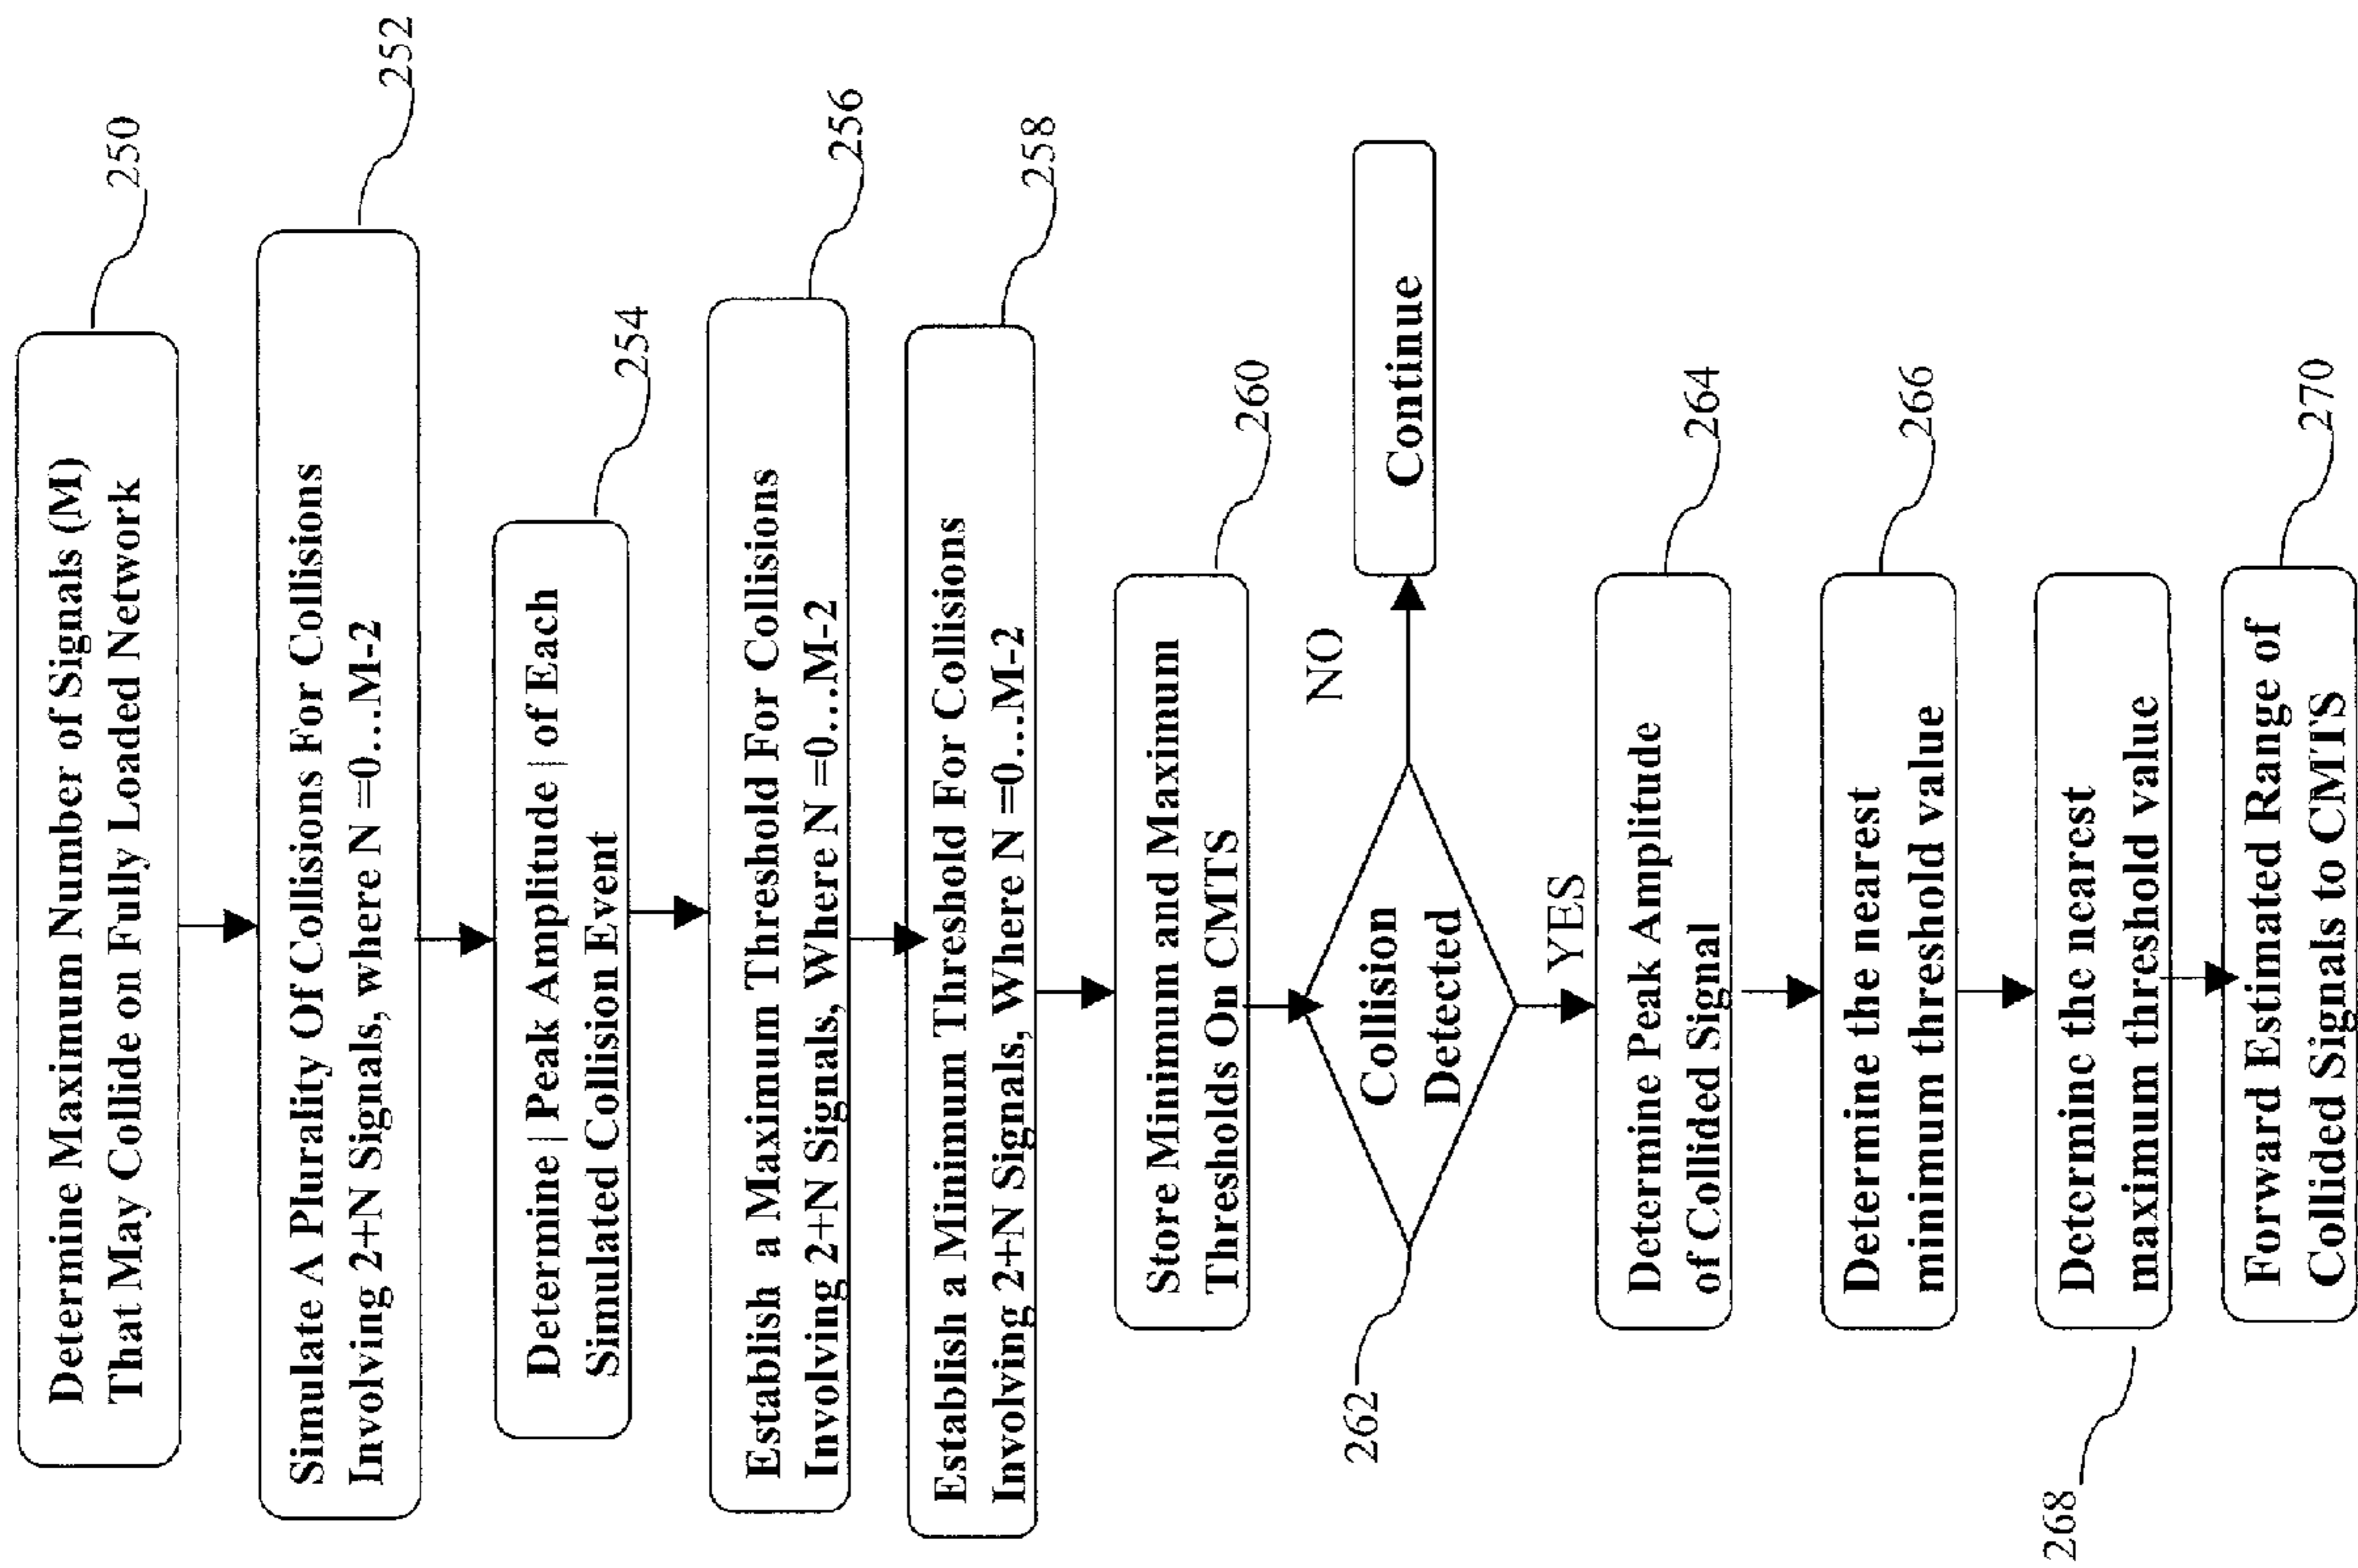 Determine Maximum Number of Signals (M)
That May Collide on Fully Loaded Network
250
Simulate A Plurality Of Collisions For Collisions
Involving 2+N Signals, where N =0...M-2
252
Determine | Peak Amplitude | of Each
Simulated Collision Event
254
Establish a Maximum Threshold For Collisions
Involving 2+N Signals, Where N =0...M-2
256
Establish a Minimum Threshold For Collisions
Involving 2+N Signals, Where N =0...M-2
258
Store Minimum and Maximum
Thresholds On CMTS
260
Collision
Detected
262
NO
Continue
YES
Determine Peak Amplitude
of Collided Signal
264
Determine the nearest
minimum threshold value
266
Determine the nearest
maximum threshold value
268
Forward Estimated Range of
Collided Signals to CMTS
270